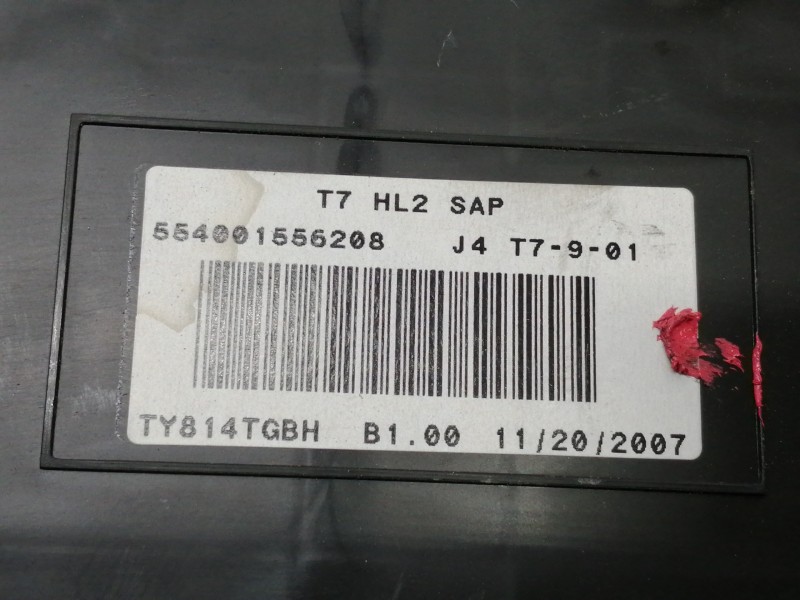 T7 HL2 SAP
554001556208 J4 T7-9-01
TY814TGBH B1.00 11/20/2007